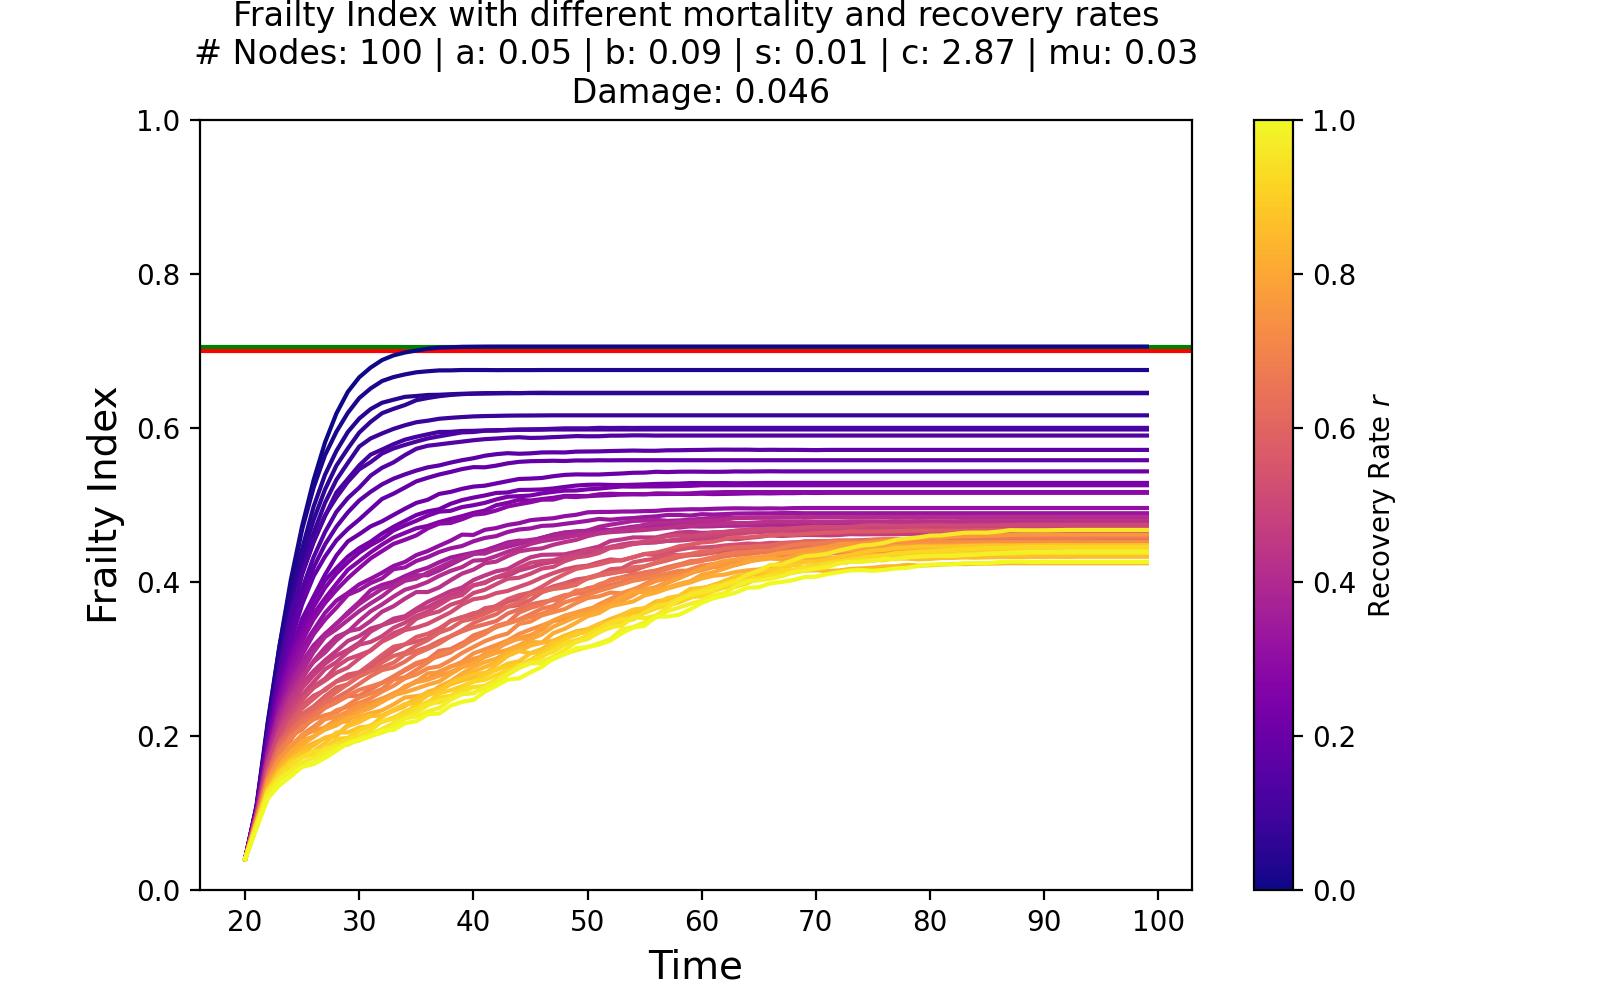 Frailty Index with different mortality and recovery rates
# Nodes: 100 | a: 0.05 | b: 0.09 | s: 0.01 | c: 2.87 | mu: 0.03
Damage: 0.046
1.0
0.8
0.6
0.4
0.2
0.0
Frailty Index
20 30 40 50 60 70 80 90 100
Time
1.0
0.8
0.6
0.4
0.2
0.0
Recovery Rate r